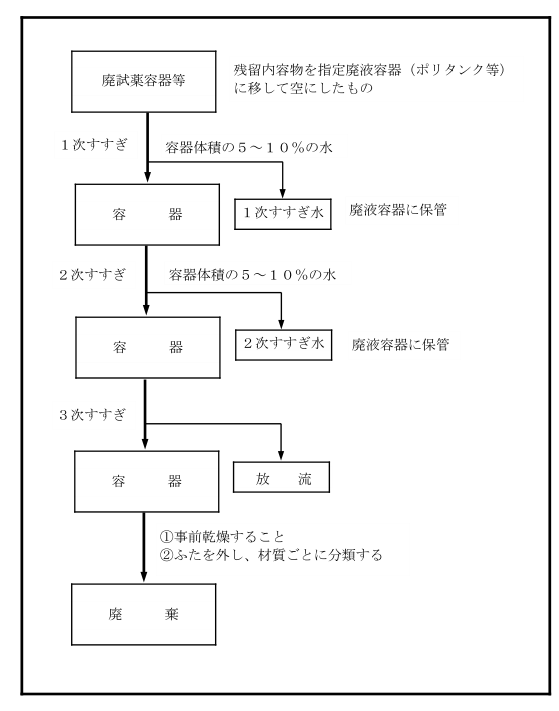 廃試薬容器等
残留内容物を指定廃液容器(ポリタンク等)
に移して空にしたもの
1次すすぎ
容器体積の5~10%の水
容　　器
1次すすぎ水
廃液容器に保管
2次すすぎ
容器体積の5~10%の水
容　　器
2次すすぎ水
廃液容器に保管
3次すすぎ
容　　器
放　　流
①事前乾燥すること
②ふたを外し、材質ごとに分類する
廃　　棄